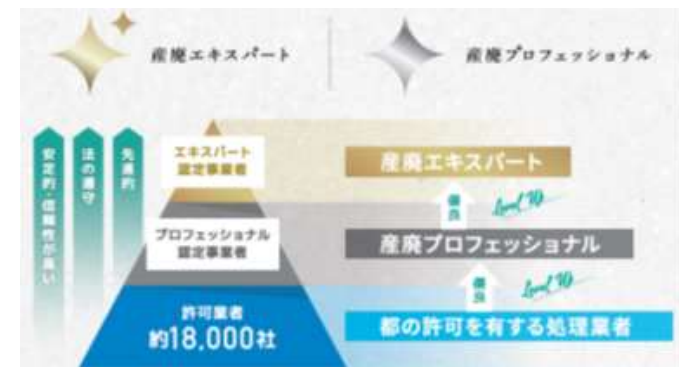 産廃エキスパート
産廃プロフェッショナル
安定的・信頼性が高い
法の遵守
先進的
エキスパート
認定事業者
プロフェッショナル
認定事業者
許可業者
約18,000社
産廃エキスパート
優良
Level Up
産廃プロフェッショナル
優良
Level Up
都の許可を有する処理業者